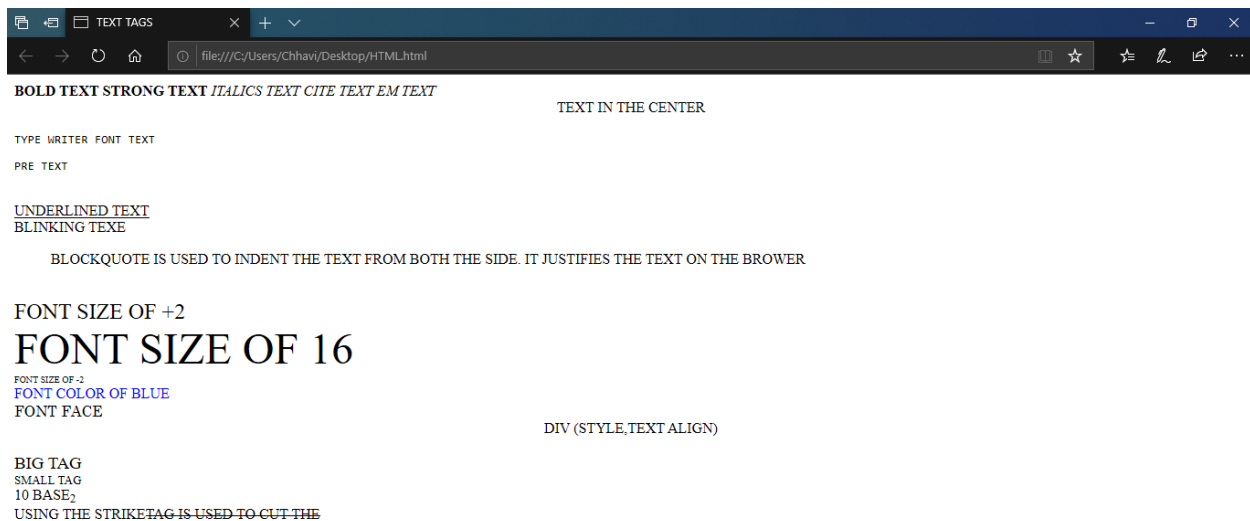 TEXT TAGS
file:///C:/Users/Chhavi/Desktop/HTML.html
BOLD TEXT STRONG TEXT ITALICS TEXT CITE TEXT EM TEXT
TEXT IN THE CENTER
TYPE WRITER FONT TEXT
PRE TEXT
UNDERLINED TEXT
BLINKING TEXE
BLOCKQUOTE IS USED TO INDENT THE TEXT FROM BOTH THE SIDE. IT JUSTIFIES THE TEXT ON THE BROWER
FONT SIZE OF +2
FONT SIZE OF 16
FONT SIZE OF -2
FONT COLOR OF BLUE
FONT FACE
DIV (STYLE,TEXT ALIGN)
BIG TAG
SMALL TAG
10 BASE2
USING THE STRIKETAG IS USED TO CUT THE